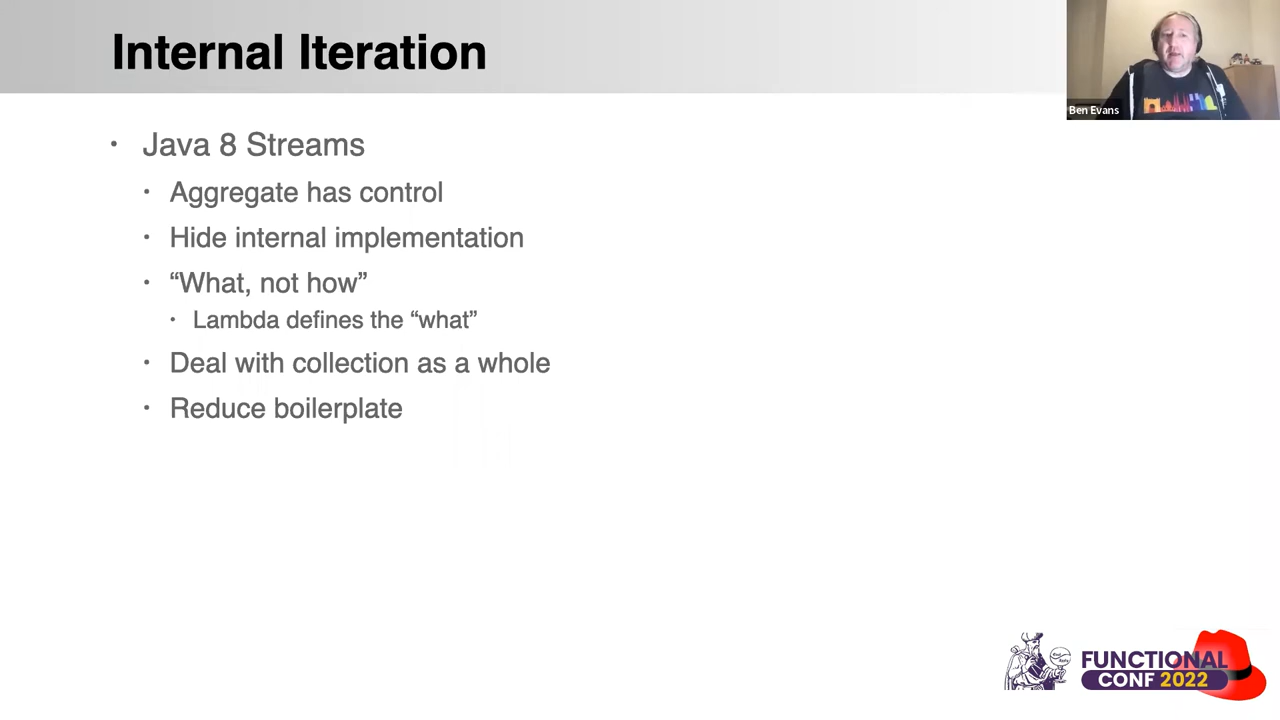 Internal Iteration
Ben Evans
• Java 8 Streams
• Aggregate has control
• Hide internal implementation
• “What, not how”
• Lambda defines the “what”
• Deal with collection as a whole
• Reduce boilerplate
FUNCTIONAL
CONF 2022